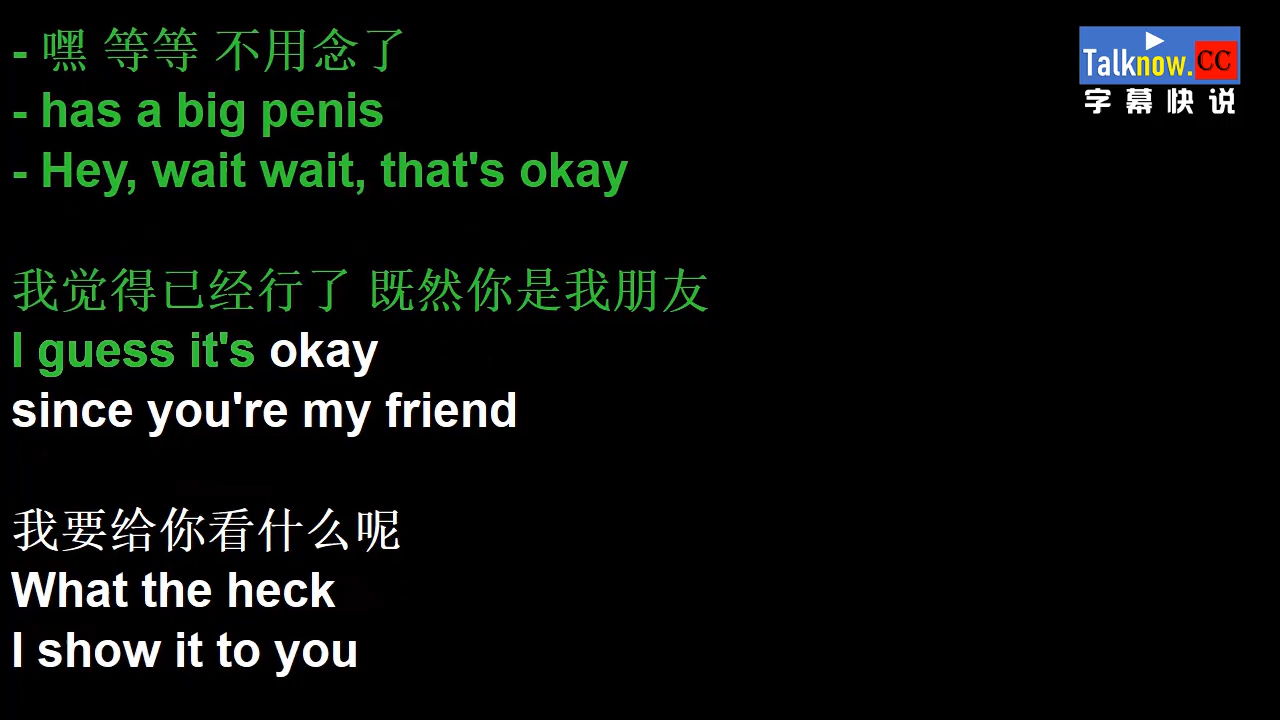 - 嘿 等等 不用念了
- has a big penis
- Hey, wait wait, that's okay
我觉得已经行了 既然你是我朋友
I guess it's okay
since you're my friend
我要给你看什么呢
What the heck
I show it to you
Talknow.CC
字幕快说